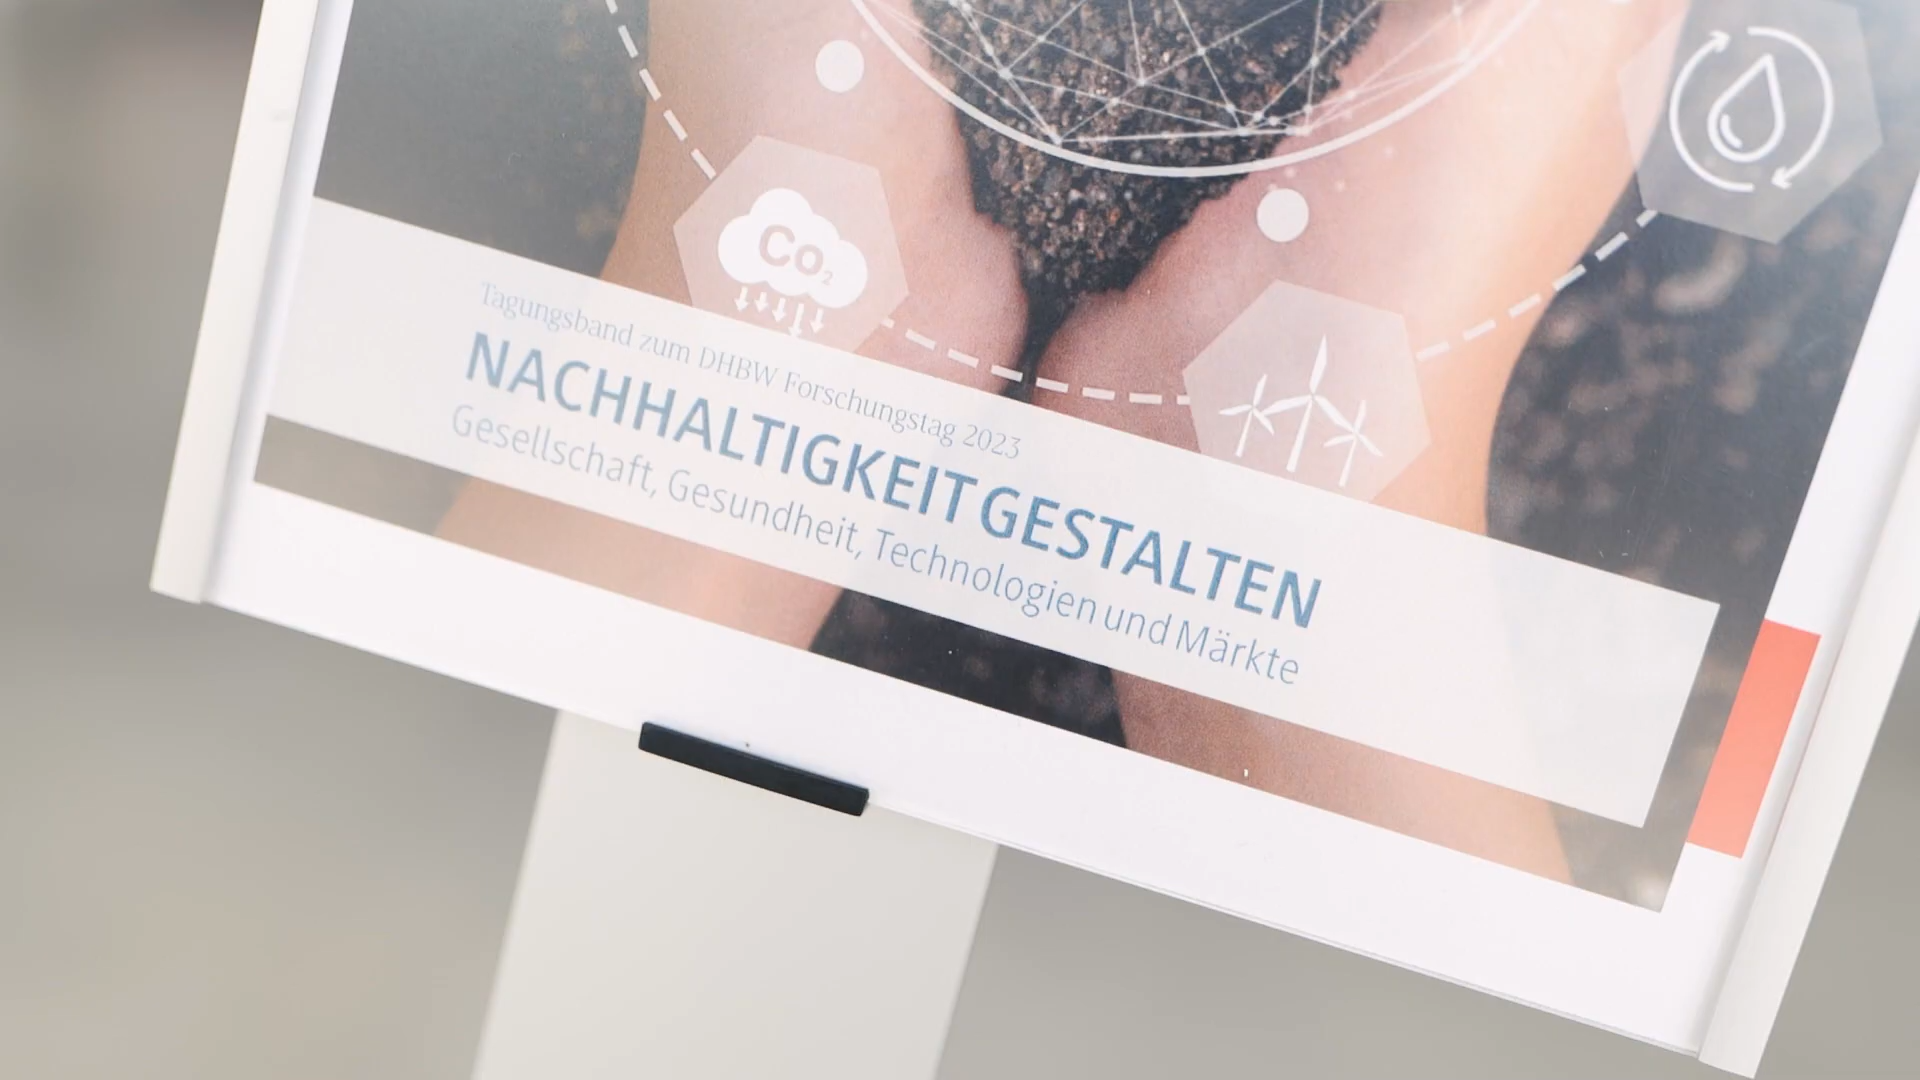 Co₂
Tagungsband zum DHBW Forschungstag 2023
NACHHALTIGKEIT GESTALTEN
Gesellschaft, Gesundheit, Technologien und Märkte